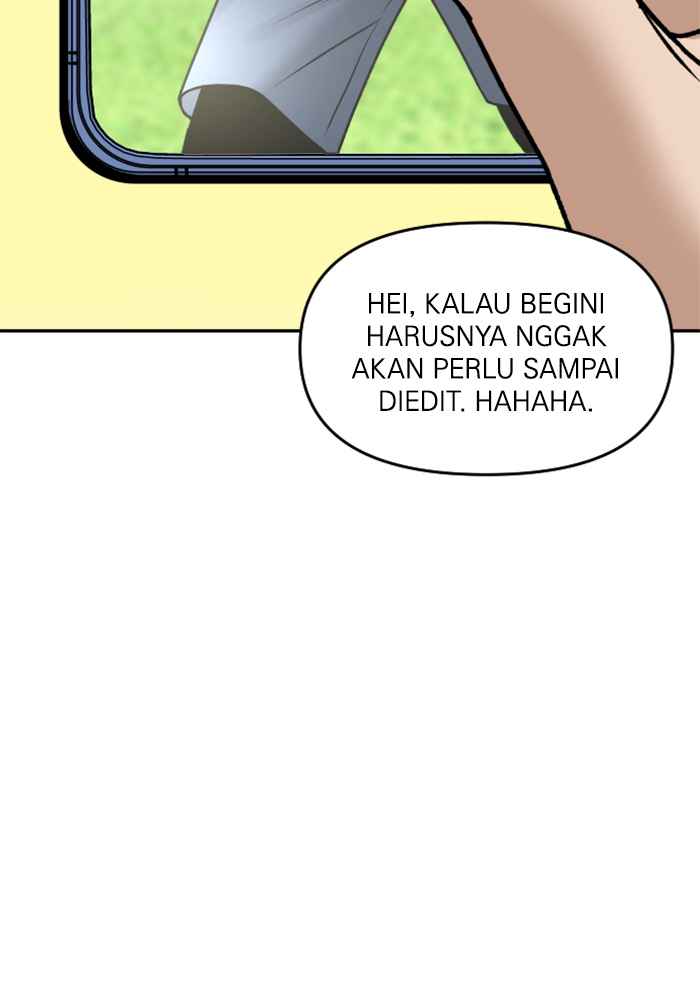 HEI, KALAU BEGINI
HARUSNYA NGGAK
AKAN PERLU SAMPAI
DIEDIT. HAHAHA.